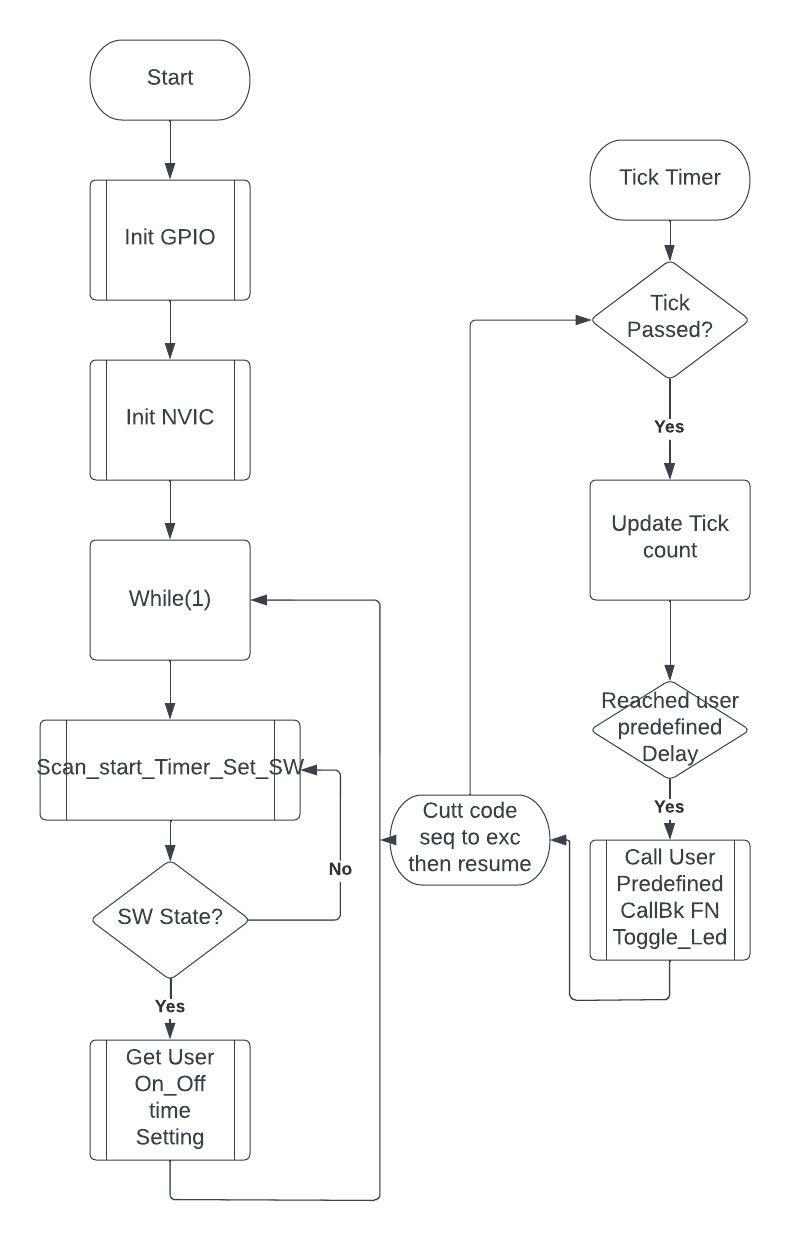 Start
Init GPIO
Init NVIC
While(1)
Scan_start_Timer_Set_SW
No
SW State?
Yes
Get User
On_Off
time
Setting
Cutt code
seq to exc
then resume
Tick Timer
Tick
Passed?
Yes
Update Tick
count
Reached user
predefined
Delay
Yes
Call User
Predefined
CallBk FN
Toggle_Led